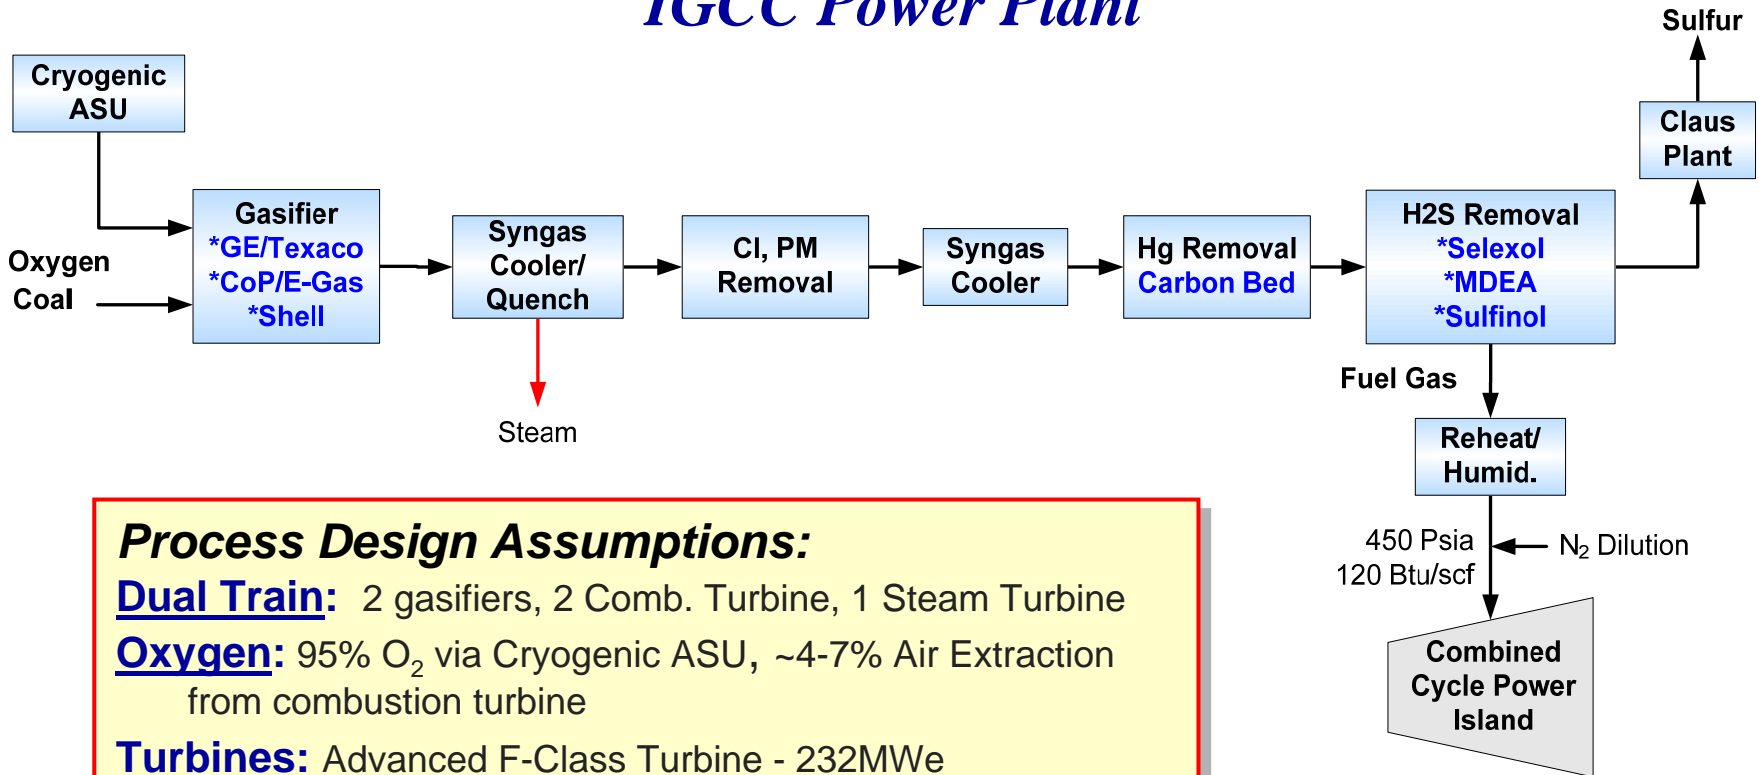 IGCC Power Plant
Sulfur
Cryogenic
ASU
Claus
Plant
Oxygen
Coal
Gasifier
*GE/Texaco
*CoP/E-Gas
*Shell
Syngas
Cooler/
Quench
Cl, PM
Removal
Syngas
Cooler
Hg Removal
Carbon Bed
H2S Removal
*Selexol
*MDEA
*Sulfinol
Steam
Fuel Gas
Reheat/
Humid.
450 Psia
120 Btu/scf
N₂ Dilution
Combined
Cycle Power
Island
Process Design Assumptions:
Dual Train: 2 gasifiers, 2 Comb. Turbine, 1 Steam Turbine
Oxygen: 95% O₂ via Cryogenic ASU, ~4-7% Air Extraction
from combustion turbine
Turbines: Advanced F-Class Turbine - 232MWe